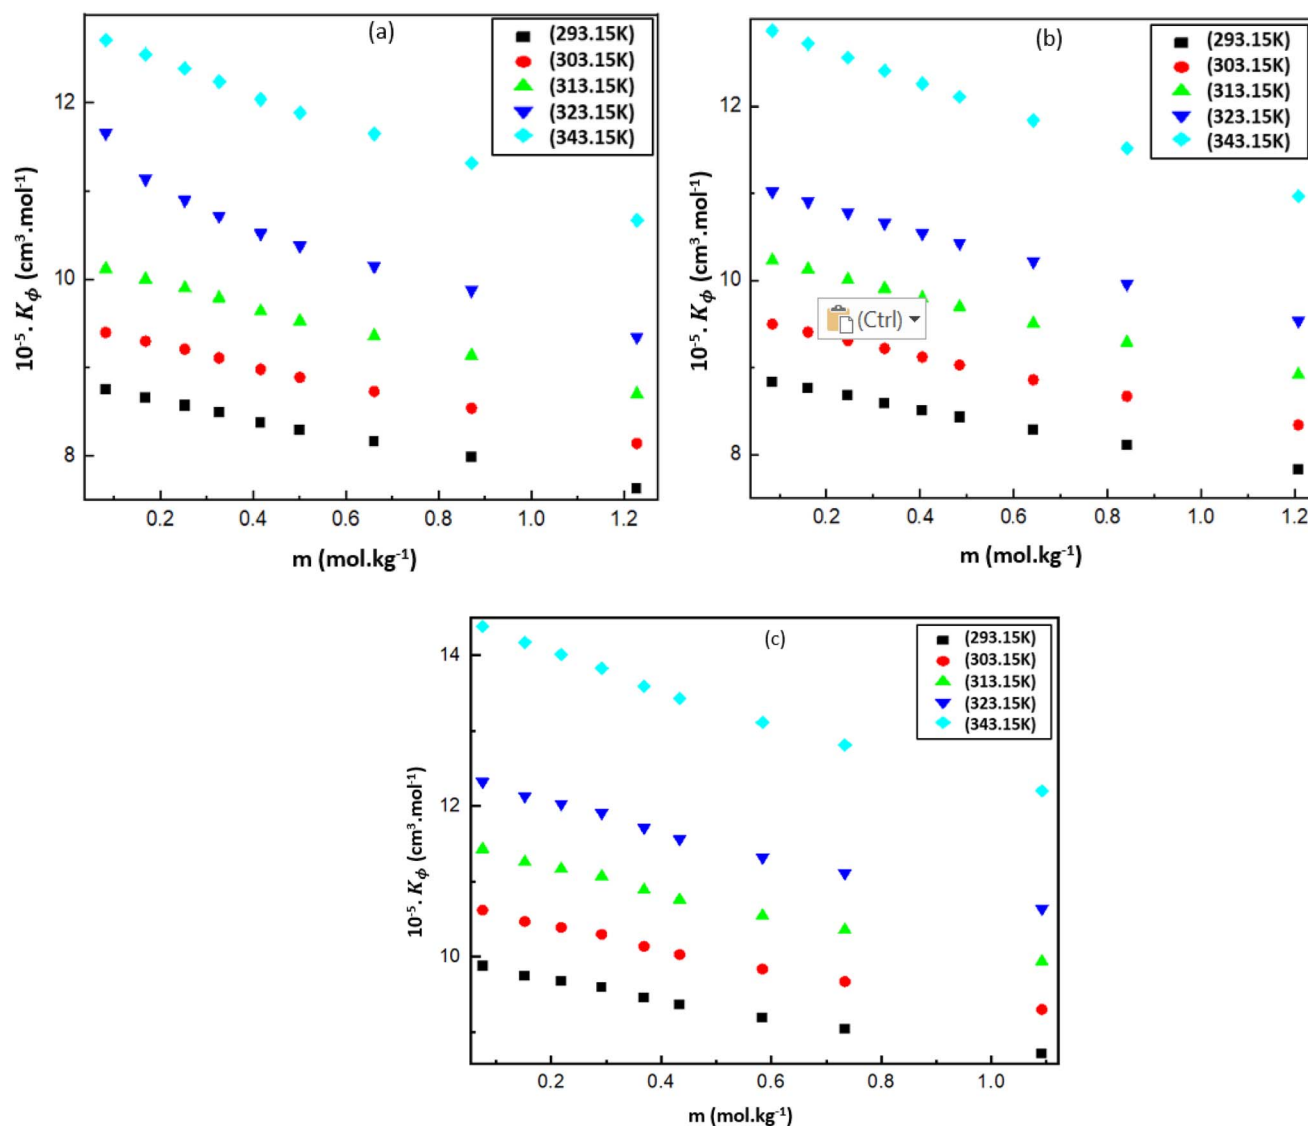 (a)
(293.15K)
(303.15K)
(313.15K)
(323.15K)
(343.15K)
12
10
8
10⁻⁵. K_ϕ (cm³.mol⁻¹)
0.2 0.4 0.6 0.8 1.0 1.2
m (mol.kg⁻¹)
(b)
(293.15K)
(303.15K)
(313.15K)
(323.15K)
(343.15K)
12
10
8
10⁻⁵. K_ϕ (cm³.mol⁻¹)
(Ctrl)
0.2 0.4 0.6 0.8 1.0 1.2
m (mol.kg⁻¹)
(c)
(293.15K)
(303.15K)
(313.15K)
(323.15K)
(343.15K)
14
12
10
10⁻⁵. K_ϕ (cm³.mol⁻¹)
0.2 0.4 0.6 0.8 1.0
m (mol.kg⁻¹)